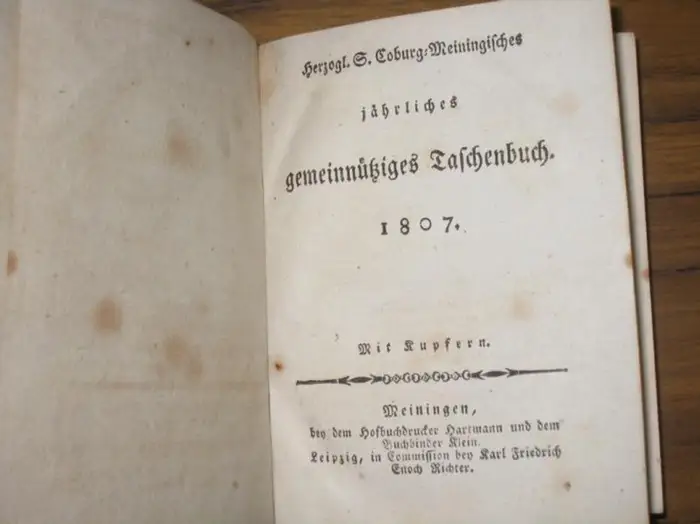 Herzogl. S. Coburg-Meiningisches
jährliches
gemeinnütziges Taschenbuch.
1807.
Mit Kupfern.
Meiningen,
bey dem Hofbuchdrucker Hartmann und dem
Buchbinder Klein.
Leipzig, in Commission bey Karl Friedrich
Enoch Richter.